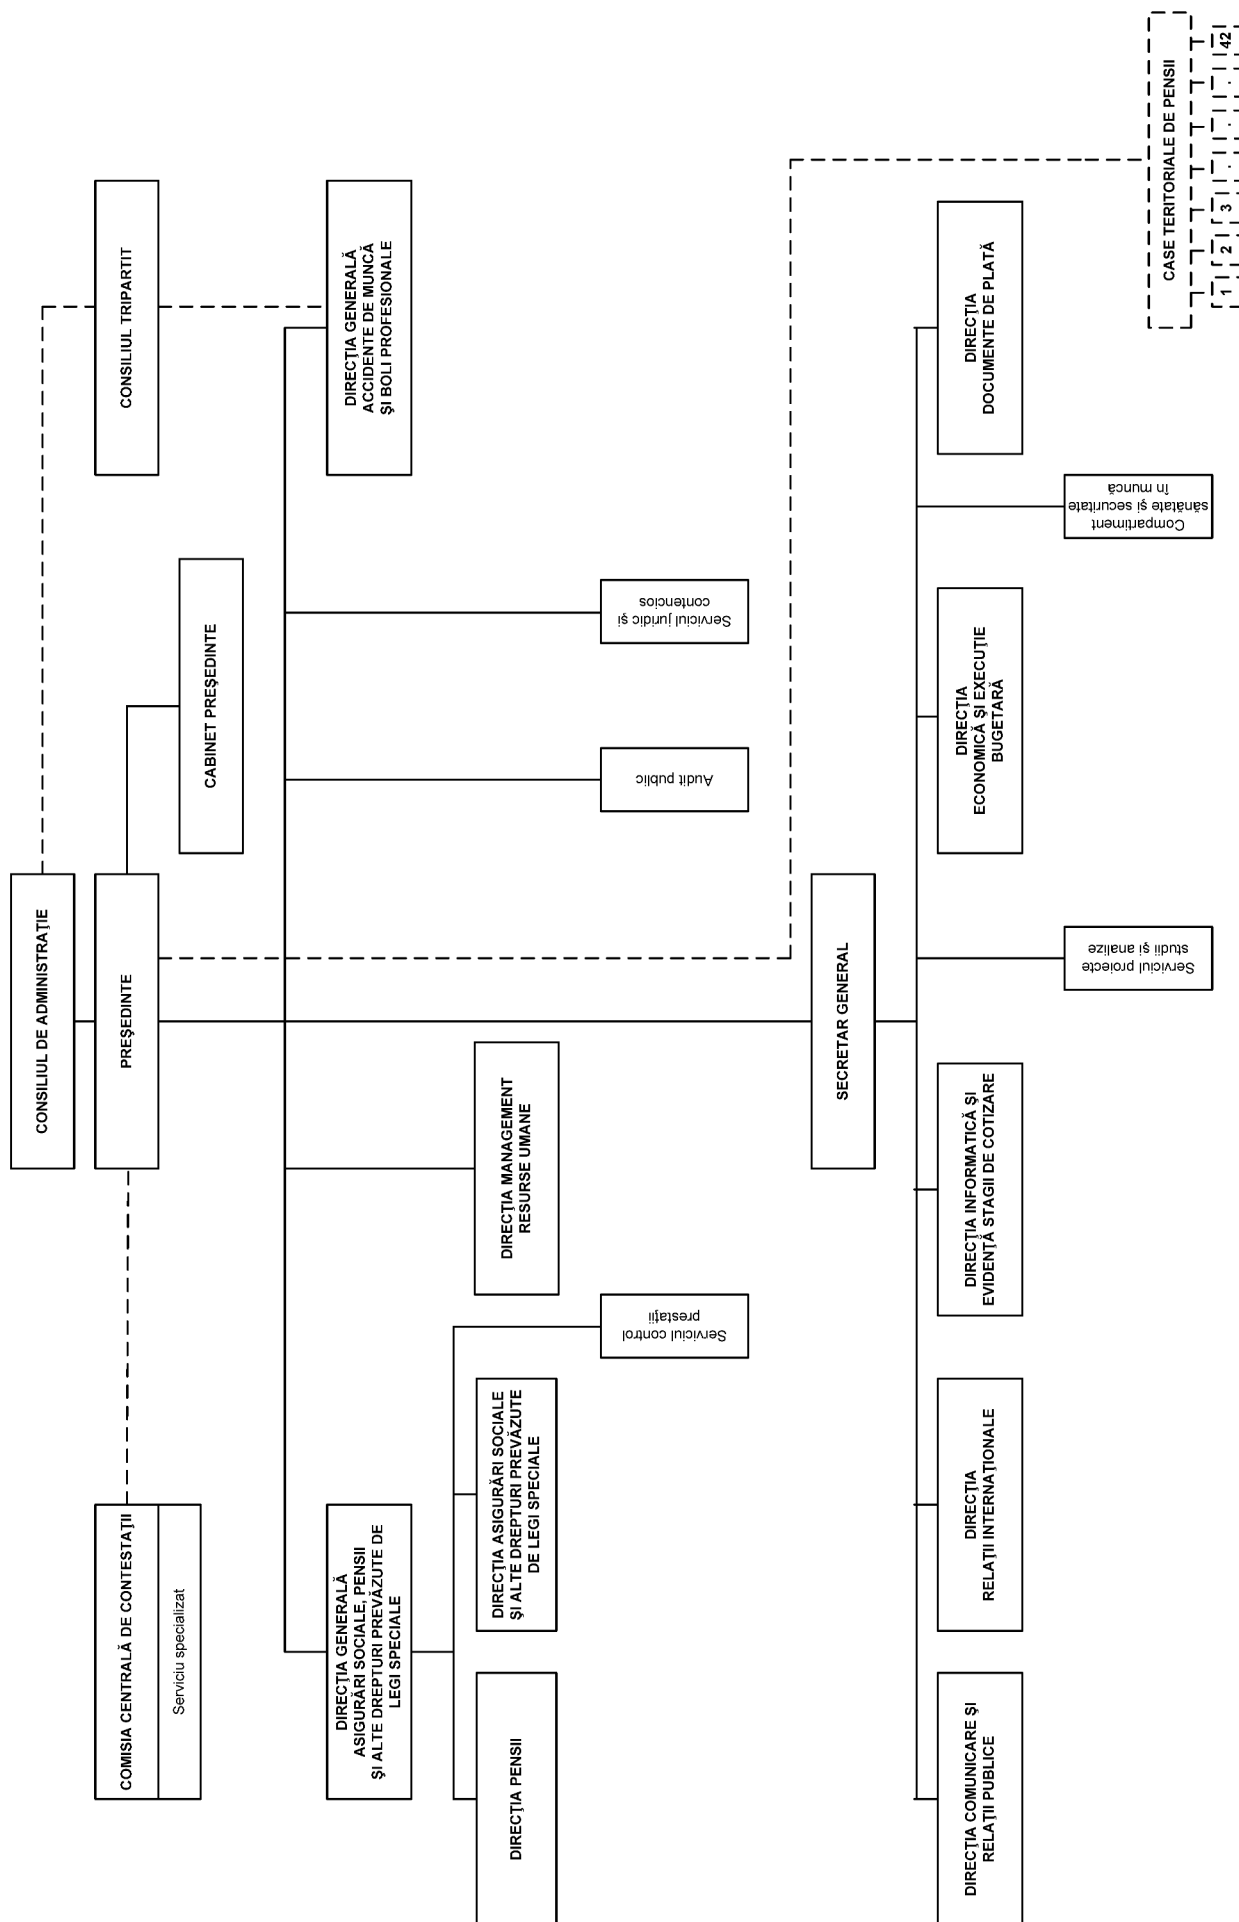 CONSILIUL DE ADMINISTRAŢIE
COMISIA CENTRALĂ DE CONTESTAŢII
Serviciu specializat
PREŞEDINTE
CONSILIUL TRIPARTIT
CABINET PREŞEDINTE
DIRECŢIA GENERALĂ
ASIGURĂRI SOCIALE, PENSII
ŞI ALTE DREPTURI PREVĂZUTE DE
LEGI SPECIALE
DIRECŢIA GENERALĂ
ACCIDENTE DE MUNCĂ
ŞI BOLI PROFESIONALE
DIRECŢIA PENSII
DIRECŢIA ASIGURĂRI SOCIALE
ŞI ALTE DREPTURI PREVĂZUTE
DE LEGI SPECIALE
DIRECŢIA MANAGEMENT
RESURSE UMANE
Serviciul control
prestaţii
Audit public
Serviciul juridic şi
contencios
SECRETAR GENERAL
DIRECŢIA COMUNICARE ŞI
RELAŢII PUBLICE
DIRECŢIA
RELAŢII INTERNAŢIONALE
DIRECŢIA INFORMATICĂ ŞI
EVIDENŢĂ STAGII DE COTIZARE
DIRECŢIA
ECONOMICĂ ŞI EXECUŢIE
BUGETARĂ
DIRECŢIA
DOCUMENTE DE PLATĂ
Serviciul proiecte
studii şi analize
Compartiment
sănătate şi securitate
în muncă
CASE TERITORIALE DE PENSII
1 2 3 . . . 42